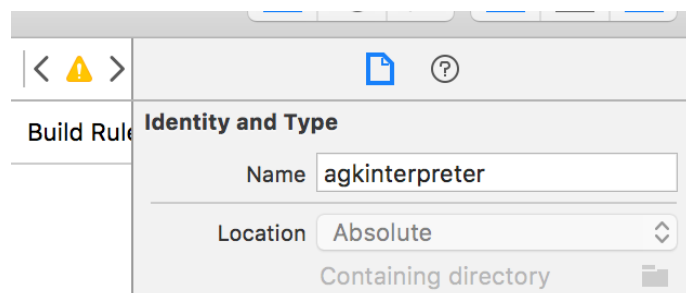 Build Rule
Identity and Type
Name agkinterpreter
Location Absolute
Containing directory